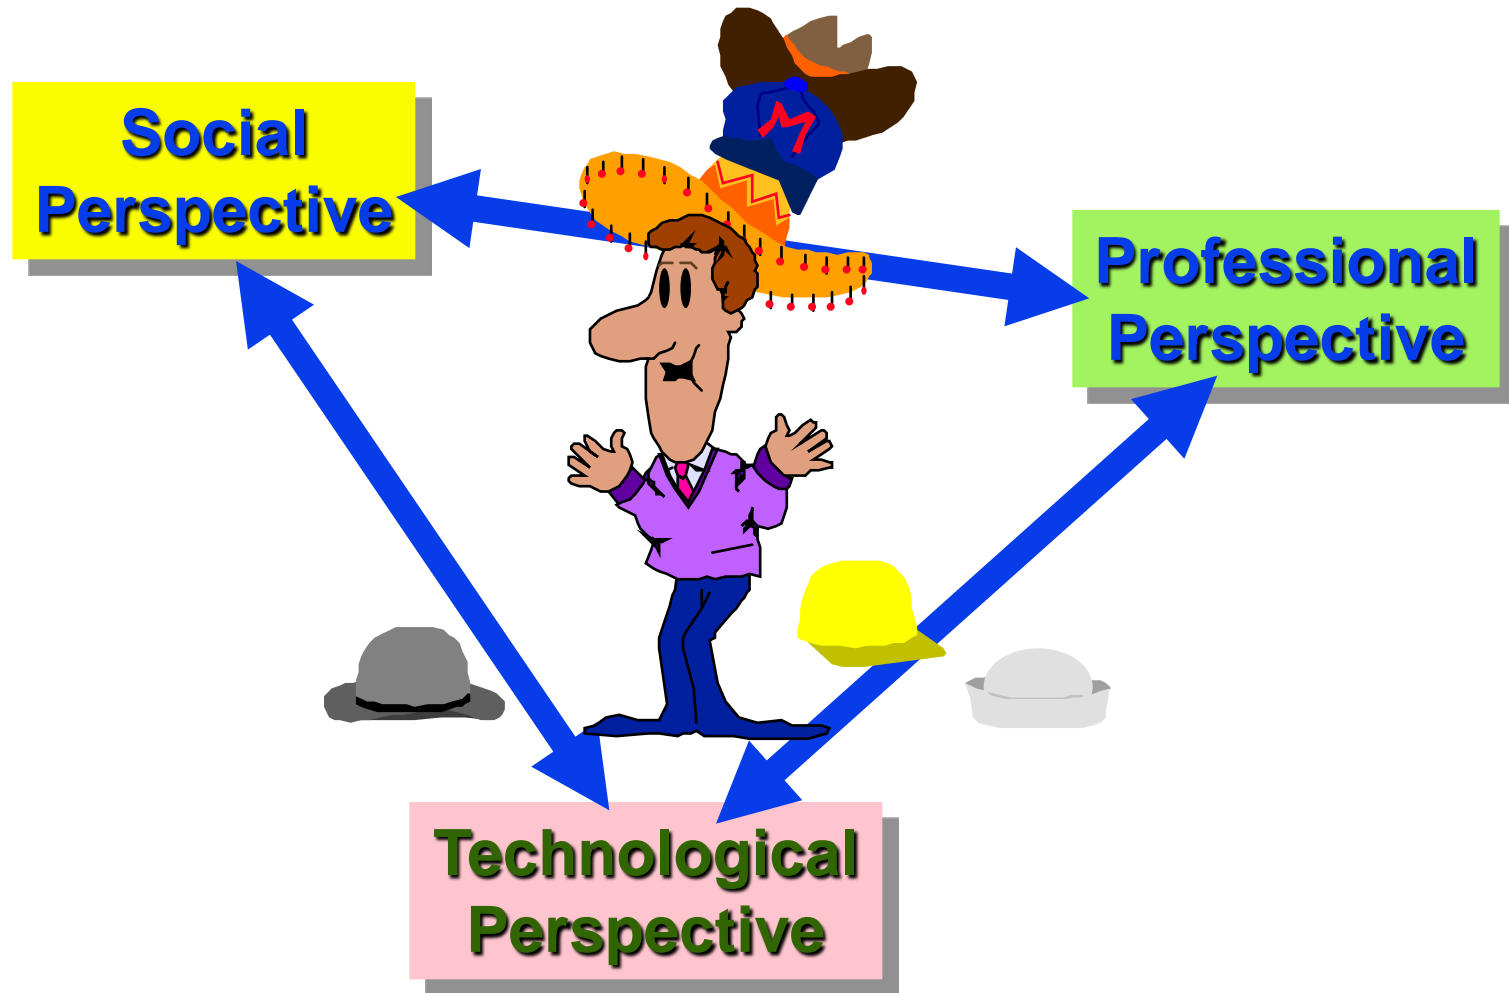 Social
Perspective
M
Professional
Perspective
Technological
Perspective